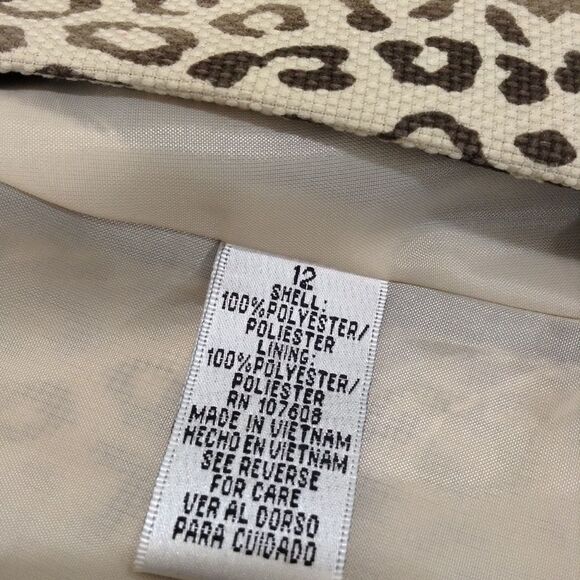 12
SHELL:
100%POLYESTER/
POLIESTER
LINING:
100%POLYESTER/
POLIESTER
RN 107608
MADE IN VIETNAM
HECHO EN VIETNAM
SEE REVERSE
FOR CARE
VER AL DORSO
PARA CUIDADO